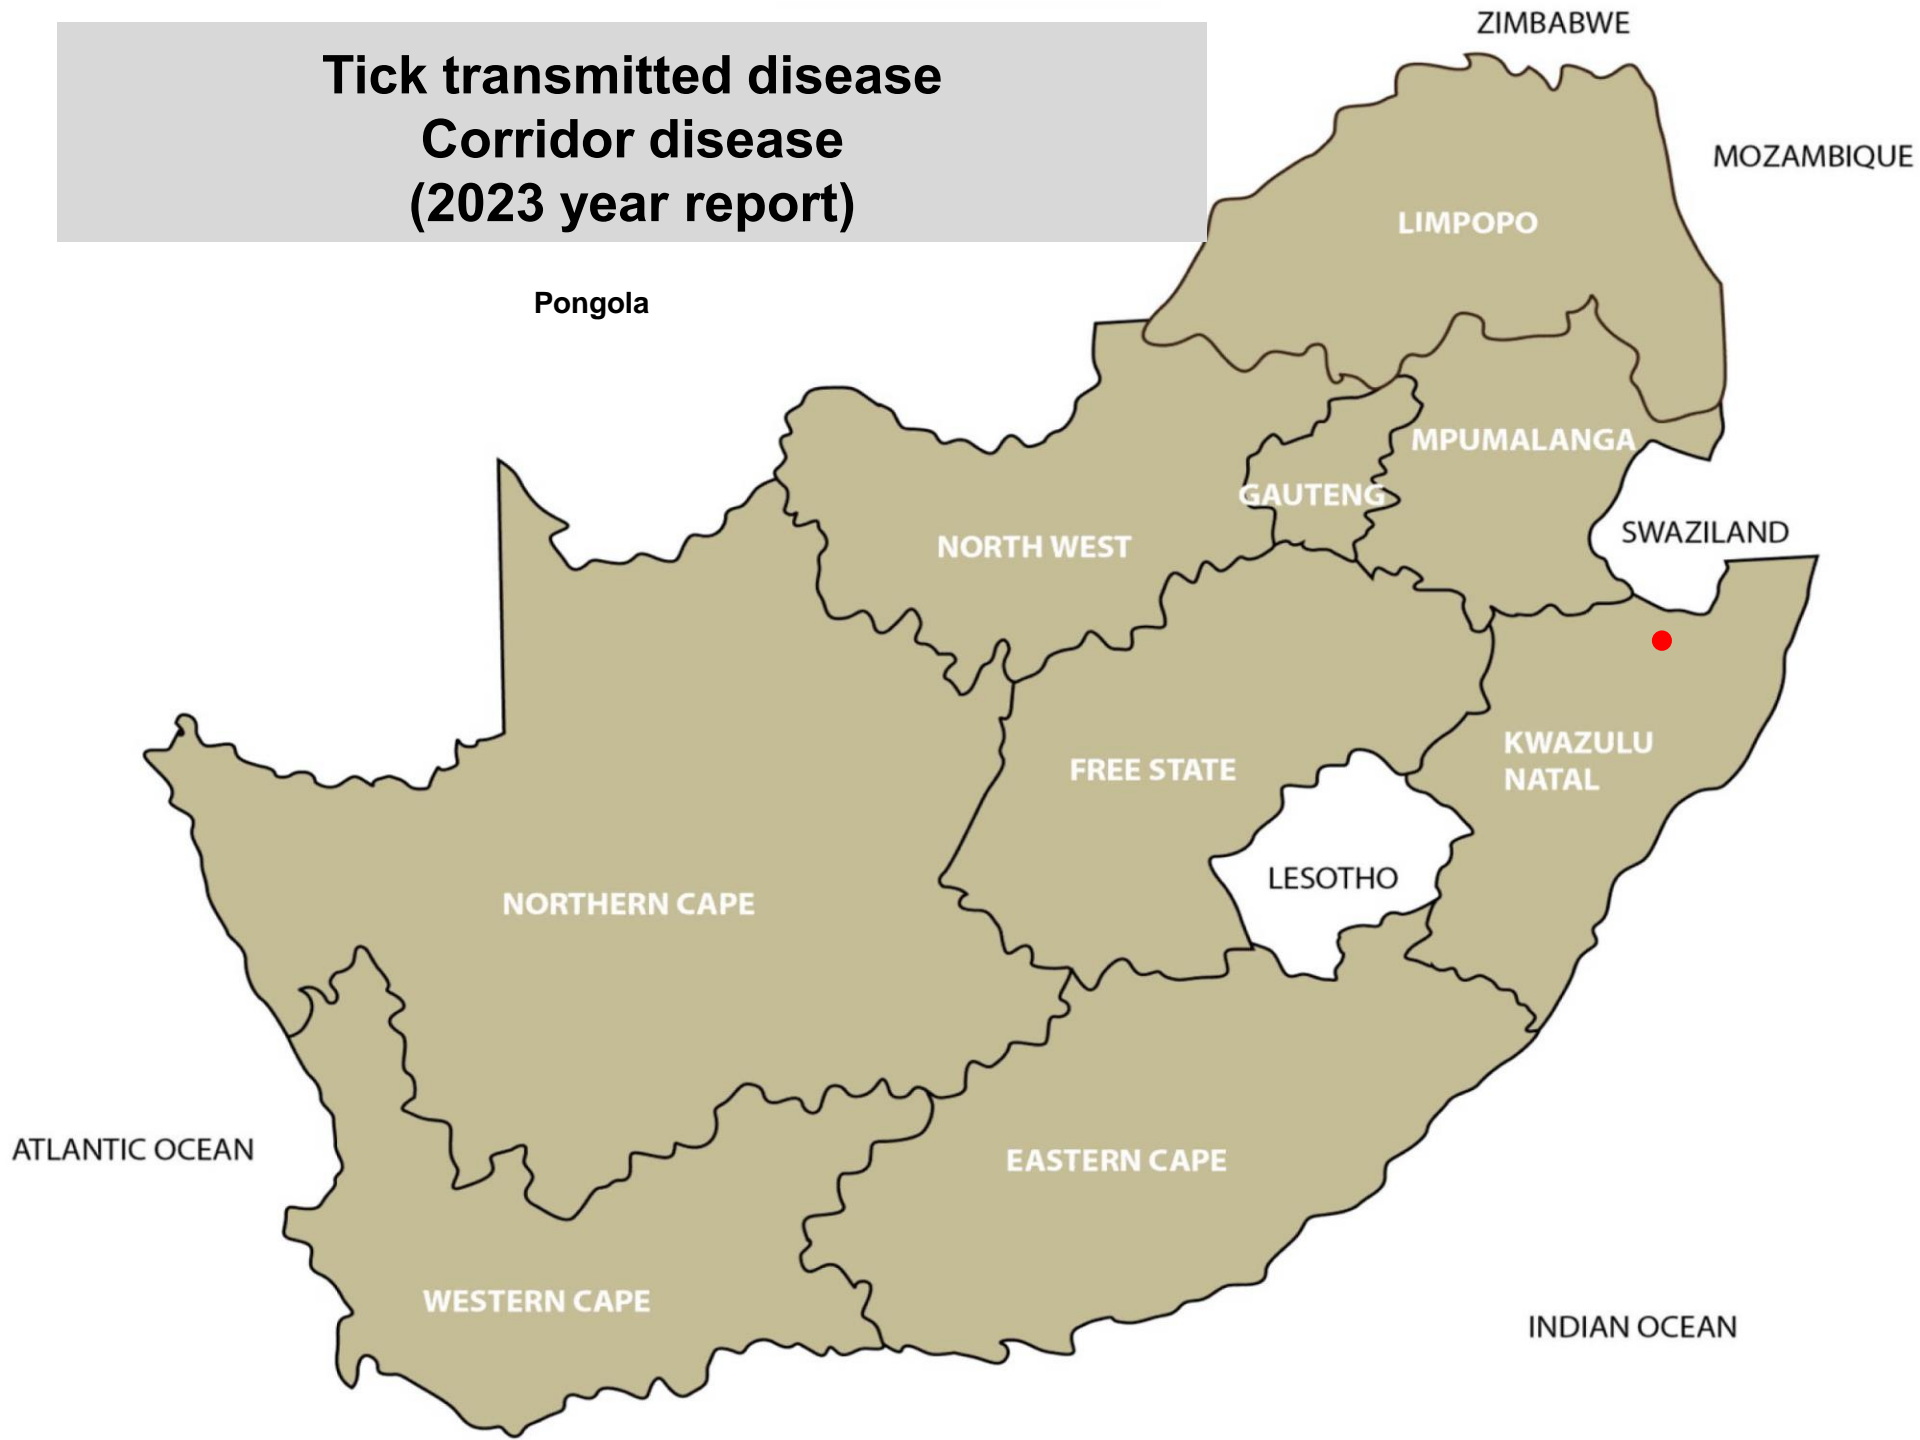 ZIMBABWE
Tick transmitted disease
Corridor disease
(2023 year report)
MOZAMBIQUE
LIMPOPO
Pongola
MPUMALANGA
GAUTENG
SWAZILAND
NORTH WEST
KWAZULU
NATAL
FREE STATE
LESOTHO
NORTHERN CAPE
ATLANTIC OCEAN
EASTERN CAPE
WESTERN CAPE
INDIAN OCEAN